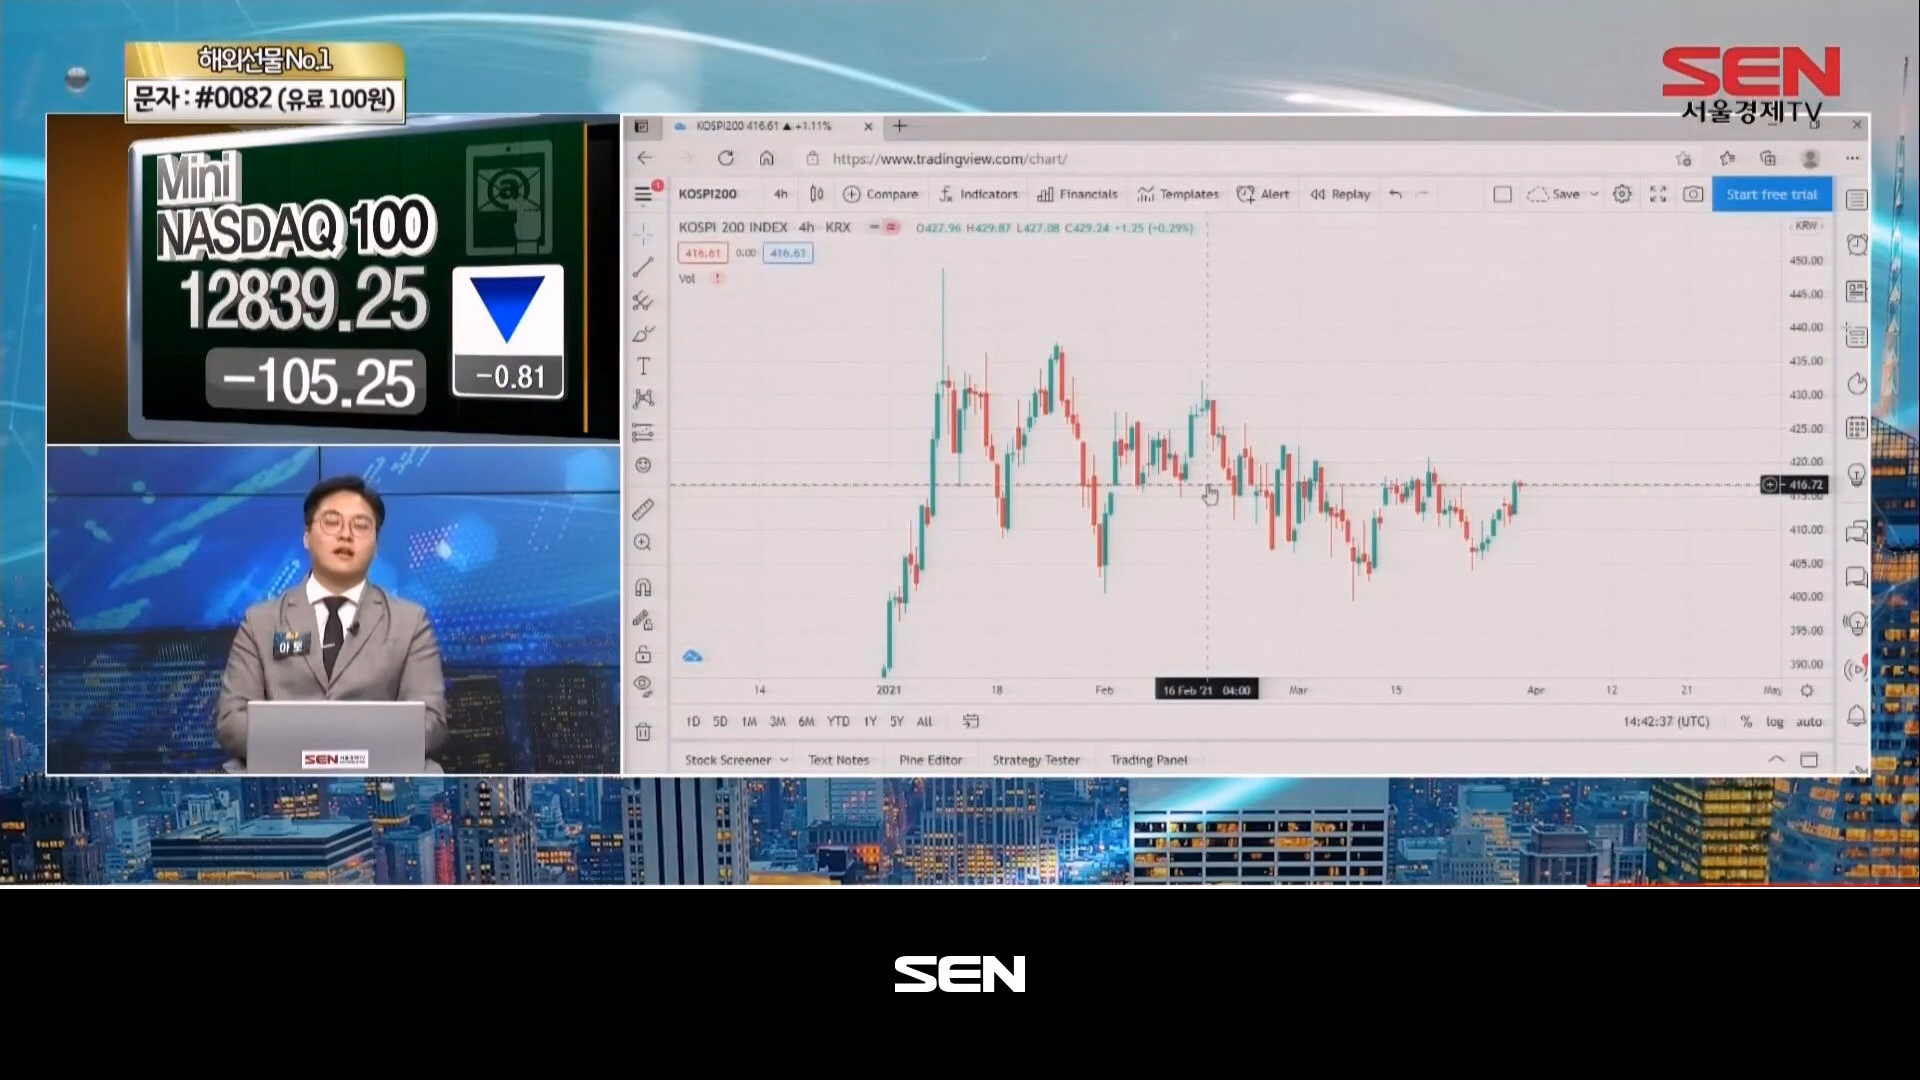 해외선물 No.1
문자 : #0082 (유료 100원)
SEN
서울경제TV
Mini
NASDAQ 100
12839.25
-105.25
-0.81
아토
SEN
KOSPI200 416.61 ▲ +1.11%
https://www.tradingview.com/chart/
KOSPI200 4h Compare Indicators Financials Templates Alert Replay Save Start free trial
KOSPI 200 INDEX 4h KRX O427.96 H429.87 L427.08 C429.24 +1.25 (+0.29%)
KRW
416.61 0.00 416.61
Vol
450.00
445.00
440.00
435.00
430.00
425.00
420.00
416.72
415.00
410.00
405.00
400.00
395.00
390.00
14 2021 18 Feb 16 Feb '21 04:00 Mar 15 Apr 12 21 May
1D 5D 1M 3M 6M YTD 1Y 5Y All 14:42:37 (UTC) % log auto
Stock Screener Text Notes Pine Editor Strategy Tester Trading Panel
SEN